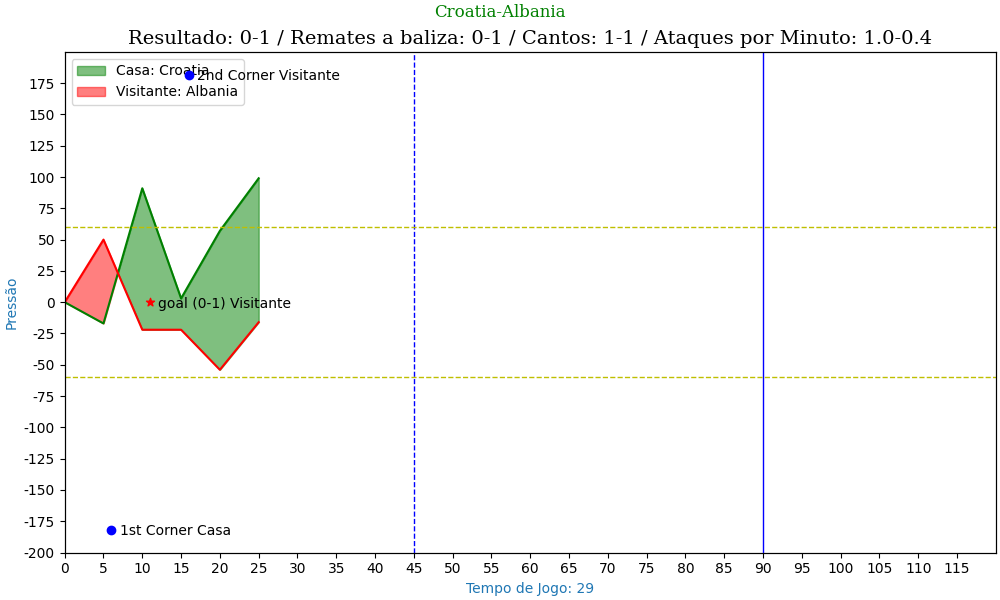 Croatia-Albania
Resultado: 0-1 / Remates a baliza: 0-1 / Cantos: 1-1 / Ataques por Minuto: 1.0-0.4
Casa: Croatia
Visitante: Albania
2nd Corner Visitante
goal (0-1) Visitante
1st Corner Casa
Pressão
175
150
125
100
75
50
25
0
-25
-50
-75
-100
-125
-150
-175
-200
0 5 10 15 20 25 30 35 40 45 50 55 60 65 70 75 80 85 90 95 100 105 110 115
Tempo de Jogo: 29